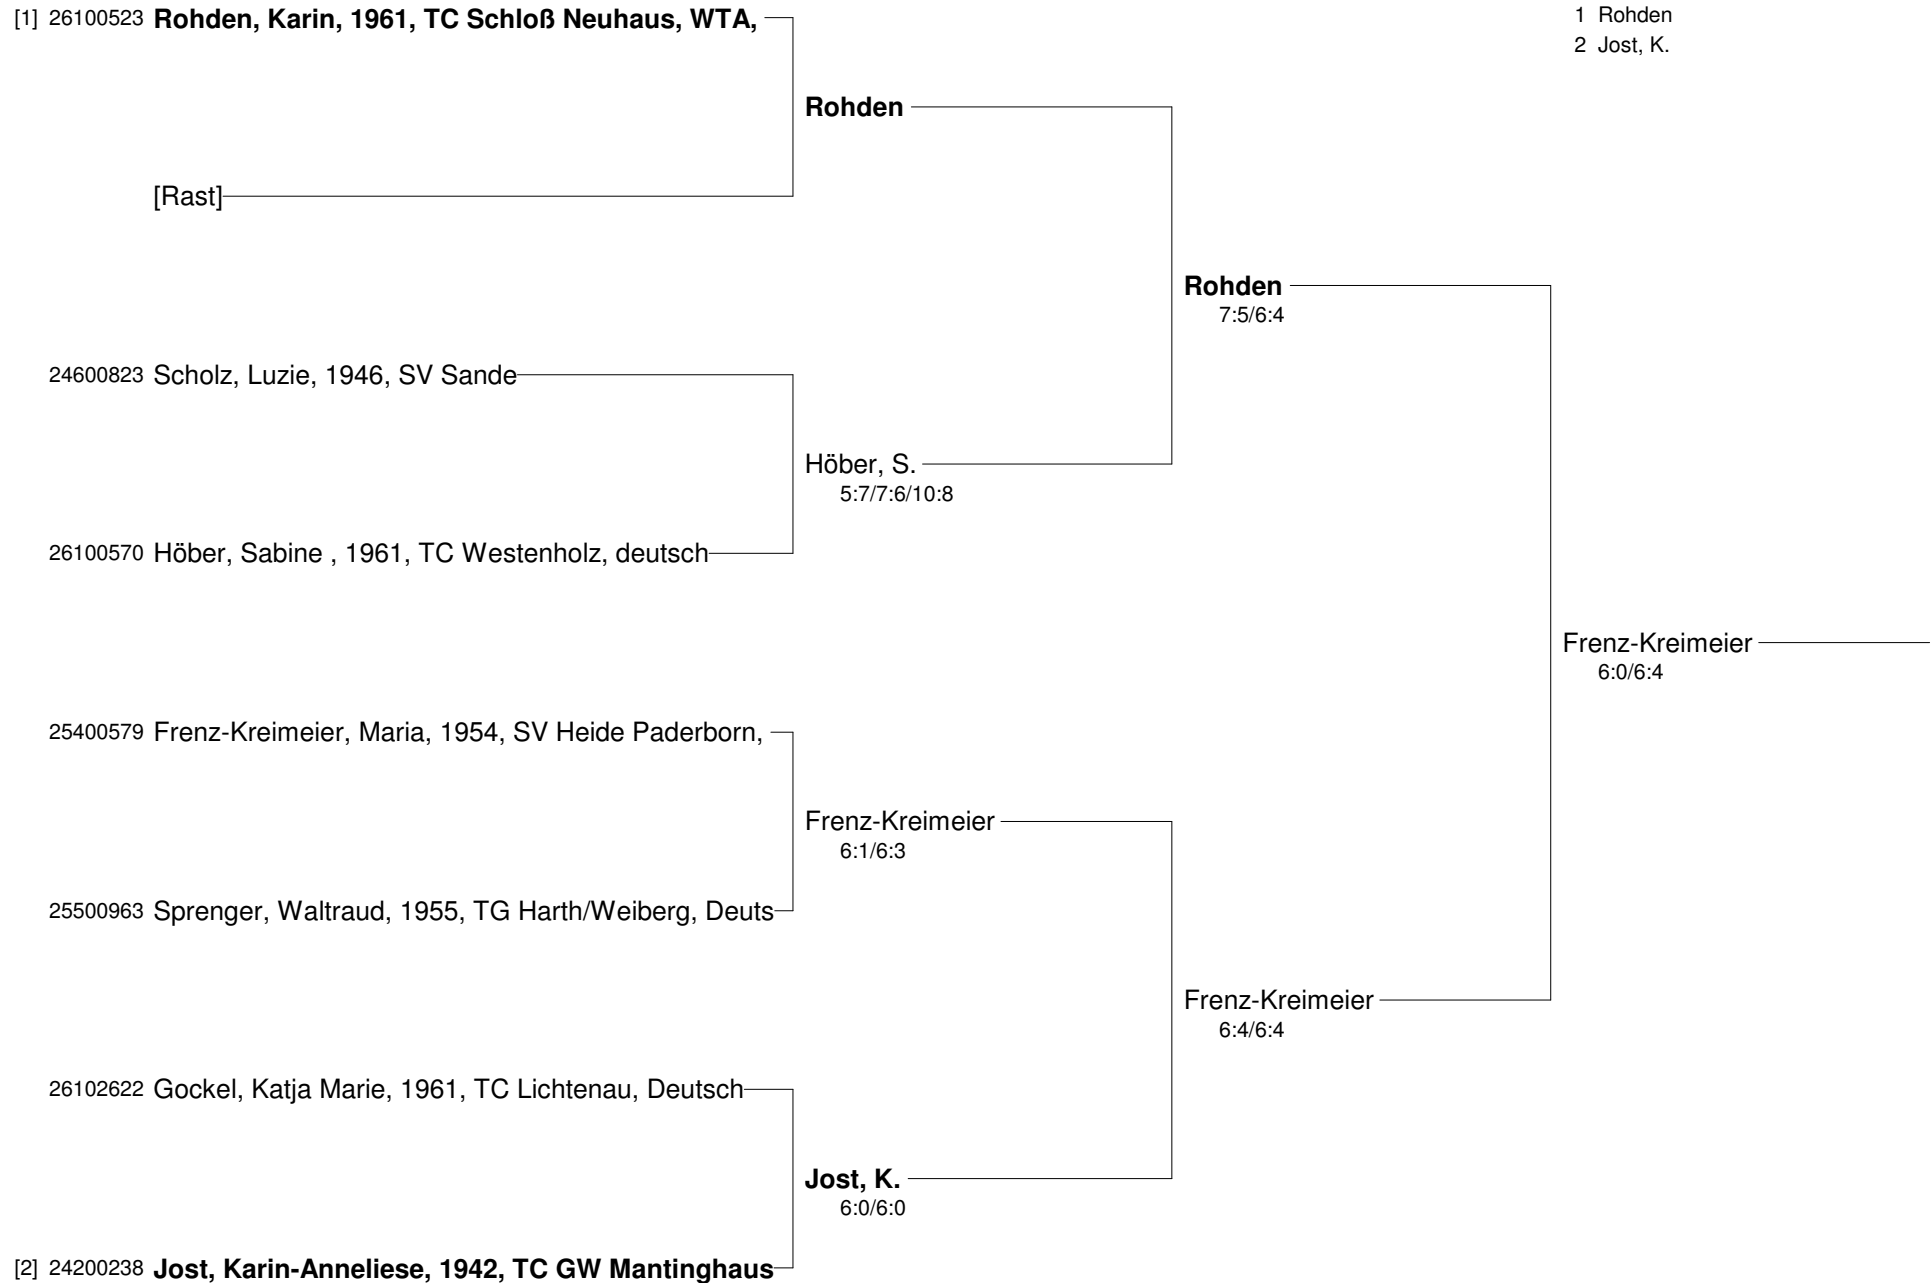 [1] 26100523 Rohden, Karin, 1961, TC Schloß Neuhaus, WTA,
1 Rohden
2 Jost, K.
Rohden
[Rast]
Rohden
7:5/6:4
24600823 Scholz, Luzie, 1946, SV Sande
Höber, S.
5:7/7:6/10:8
26100570 Höber, Sabine , 1961, TC Westenholz, deutsch
Frenz-Kreimeier
6:0/6:4
25400579 Frenz-Kreimeier, Maria, 1954, SV Heide Paderborn,
Frenz-Kreimeier
6:1/6:3
25500963 Sprenger, Waltraud, 1955, TG Harth/Weiberg, Deuts
Frenz-Kreimeier
6:4/6:4
26102622 Gockel, Katja Marie, 1961, TC Lichtenau, Deutsch
Jost, K.
6:0/6:0
[2] 24200238 Jost, Karin-Anneliese, 1942, TC GW Mantinghaus